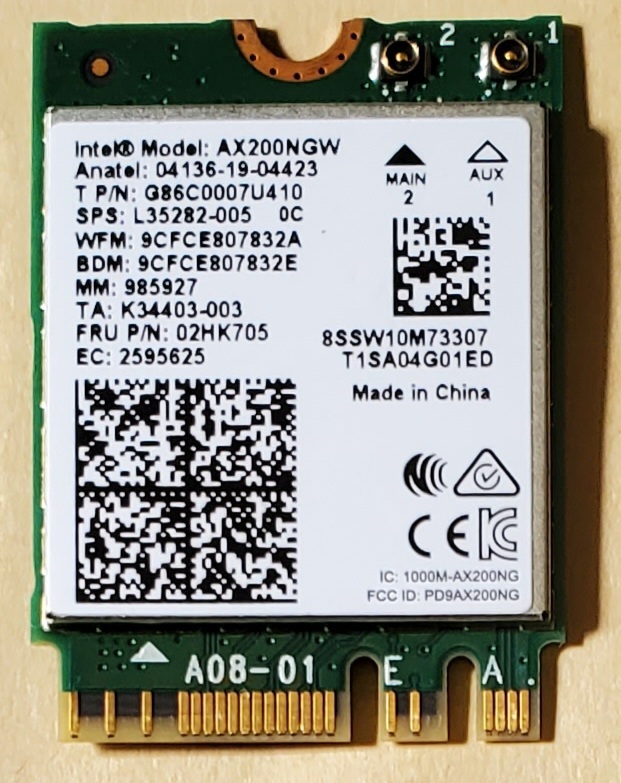 2 1
Intel® Model: AX200NGW
Anatel: 04136-19-04423
T P/N: G86C0007U410
SPS: L35282-005 0C
WFM: 9CFCE807832A
BDM: 9CFCE807832E
MM: 985927
TA: K34403-003
FRU P/N: 02HK705
EC: 2595625
MAIN AUX
2 1
8SSW10M73307
T1SA04G01ED
Made in China
CE
IC: 1000M-AX200NG
FCC ID: PD9AX200NG
A08-01 E A